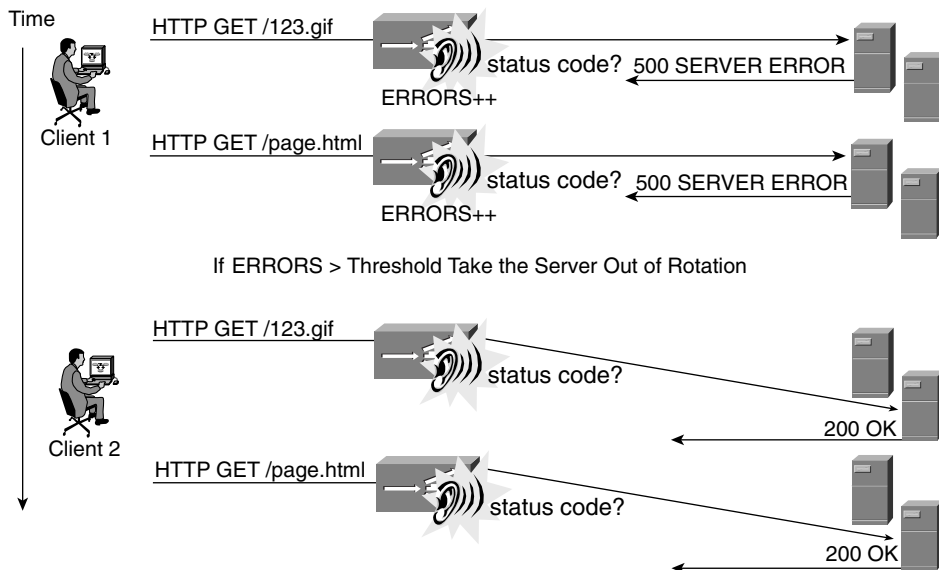 Time
HTTP GET /123.gif
status code?
500 SERVER ERROR
ERRORS++
Client 1
HTTP GET /page.html
status code?
500 SERVER ERROR
ERRORS++
If ERRORS > Threshold Take the Server Out of Rotation
HTTP GET /123.gif
status code?
200 OK
Client 2
HTTP GET /page.html
status code?
200 OK